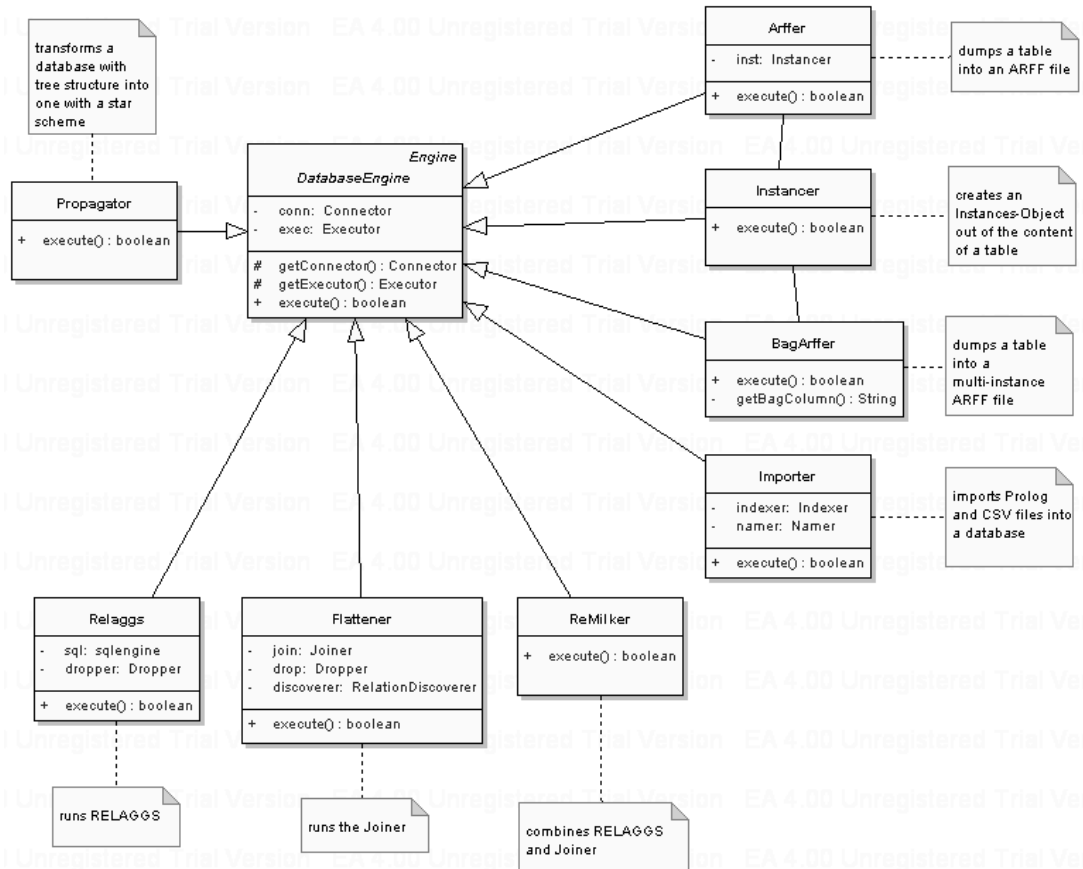 transforms a
database with
tree structure into
one with a star
scheme
Propagator
+ execute() : boolean
Engine
DatabaseEngine
- conn: Connector
- exec: Executor
# getConnector() : Connector
# getExecutor() : Executor
+ execute() : boolean
Arffer
- inst: Instancer
+ execute() : boolean
dumps a table
into an ARFF file
Instancer
+ execute() : boolean
creates an
Instances-Object
out of the content
of a table
BagArffer
+ execute() : boolean
- getBagColumn() : String
dumps a table
into a
multi-instance
ARFF file
Importer
- indexer: Indexer
- namer: Namer
+ execute() : boolean
imports Prolog
and CSV files into
a database
Relaggs
- sql: sqlengine
- dropper: Dropper
+ execute() : boolean
runs RELAGGS
Flattener
- join: Joiner
- drop: Dropper
- discoverer: RelationDiscoverer
+ execute() : boolean
runs the Joiner
ReMilker
+ execute() : boolean
combines RELAGGS
and Joiner
EA 4.00 Unregistered Trial Version